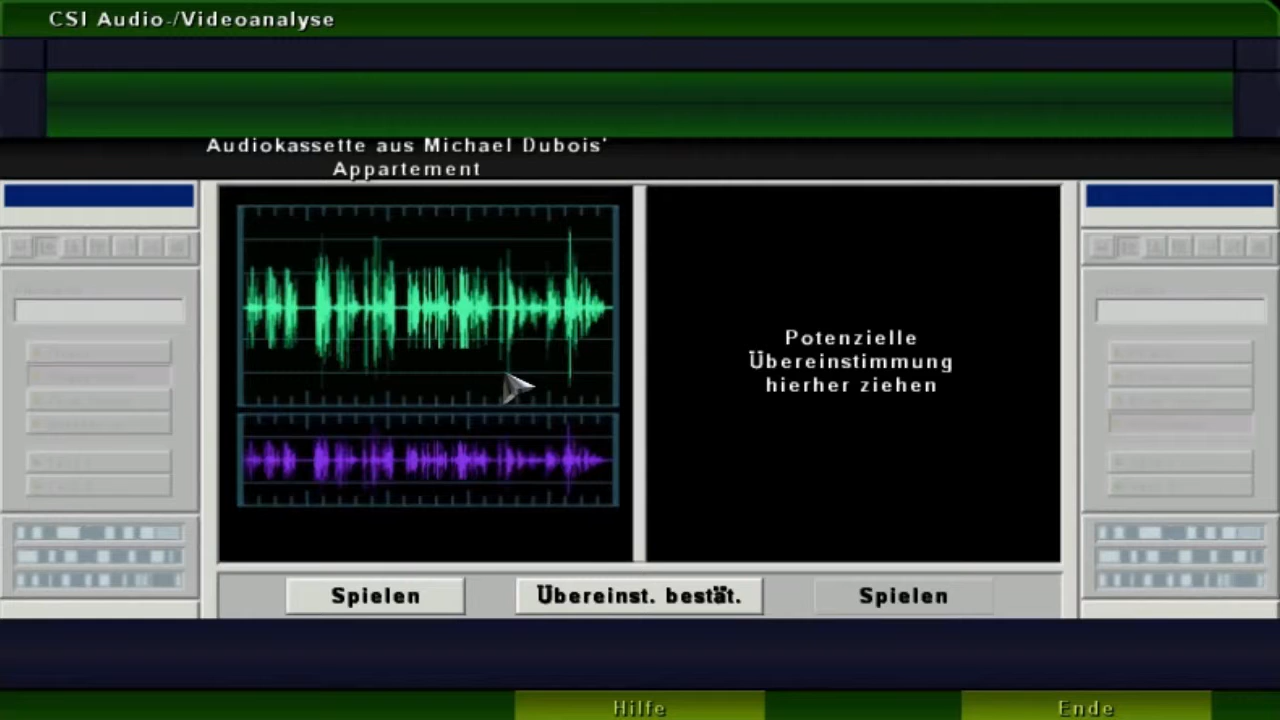 CSI Audio-/Videoanalyse
Audiokassette aus Michael Dubois'
Appartement
Potenzielle
Übereinstimmung
hierher ziehen
Spielen
Übereinst. bestät.
Spielen
Hilfe
Ende